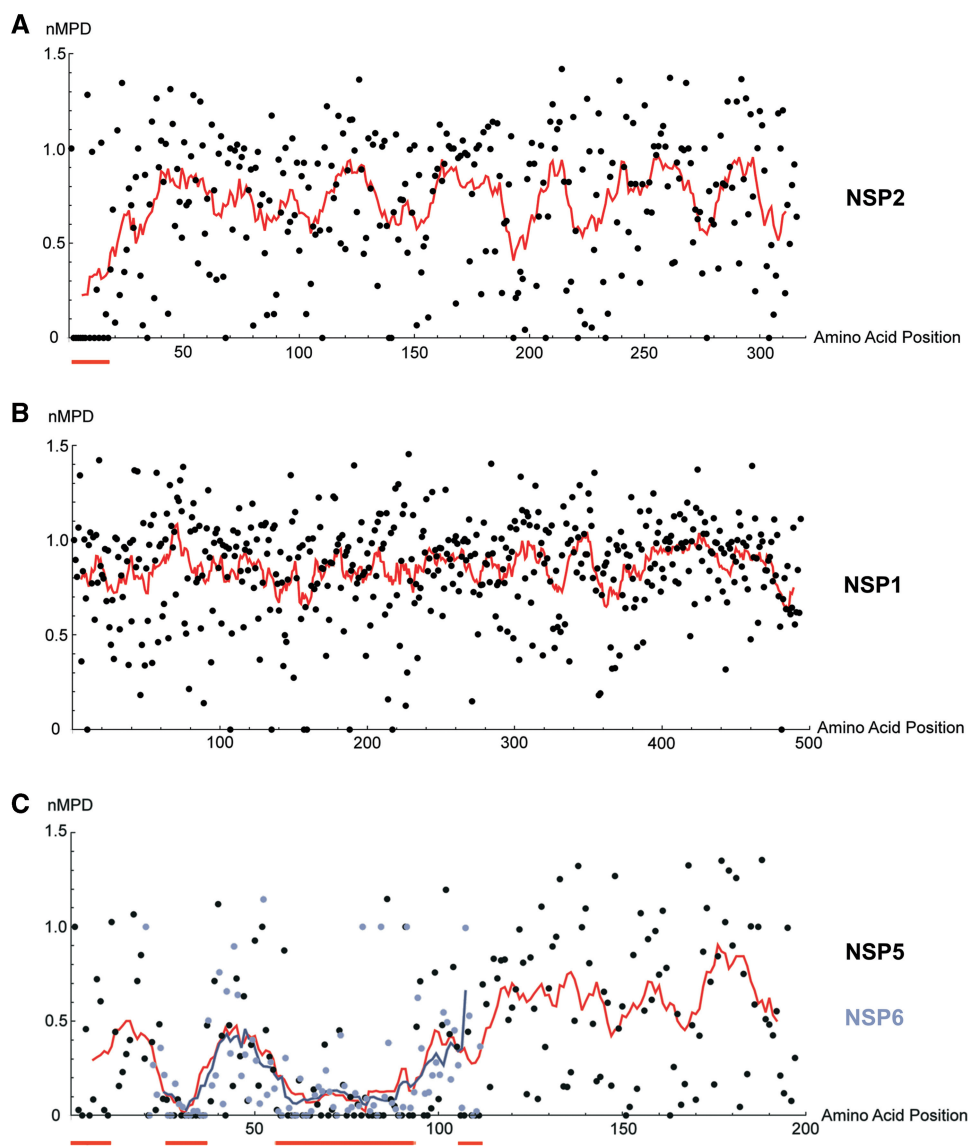 A
nMPD
1.5
1.0
0.5
0
50 100 150 200 250 300
Amino Acid Position
NSP2
B
nMPD
1.5
1.0
0.5
0
100 200 300 400 500
Amino Acid Position
NSP1
C
nMPD
1.5
1.0
0.5
0
50 100 150 200
Amino Acid Position
NSP5
NSP6